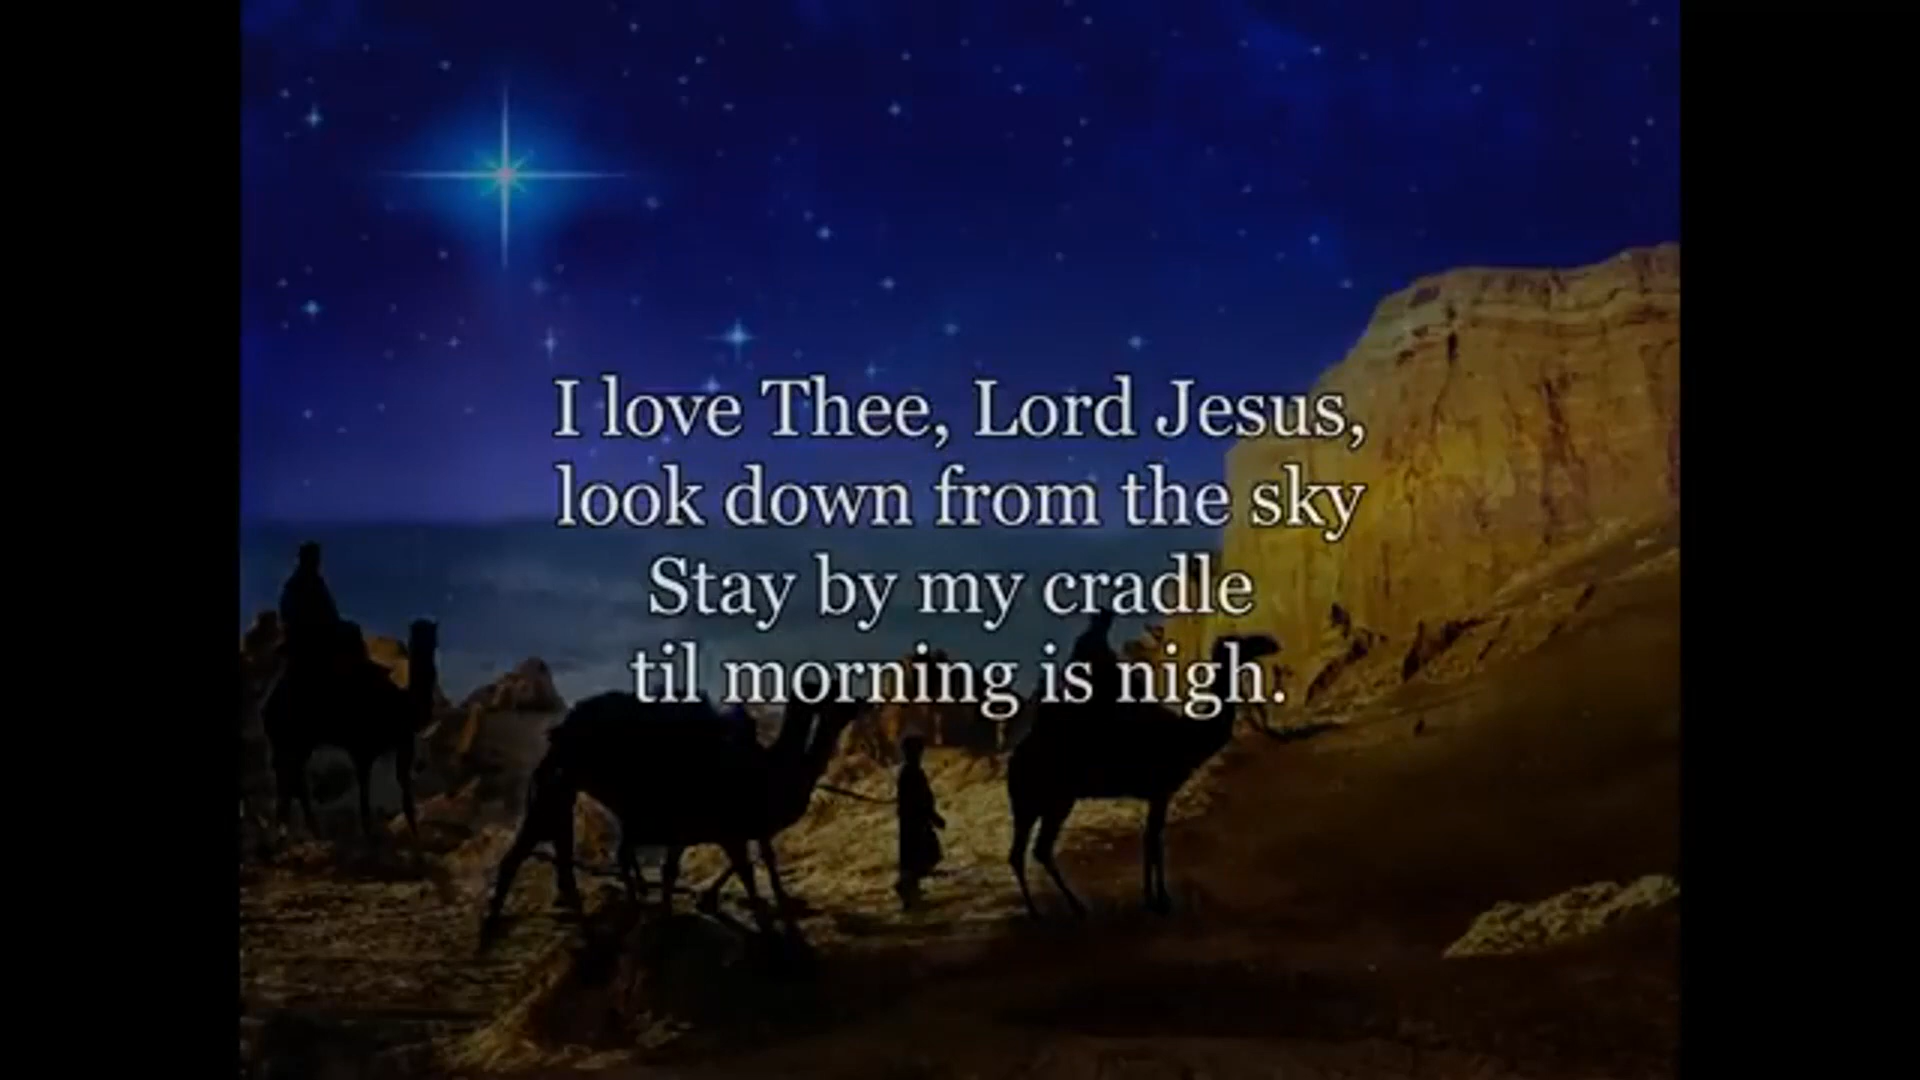 I love Thee, Lord Jesus,
look down from the sky
Stay by my cradle
til morning is nigh.